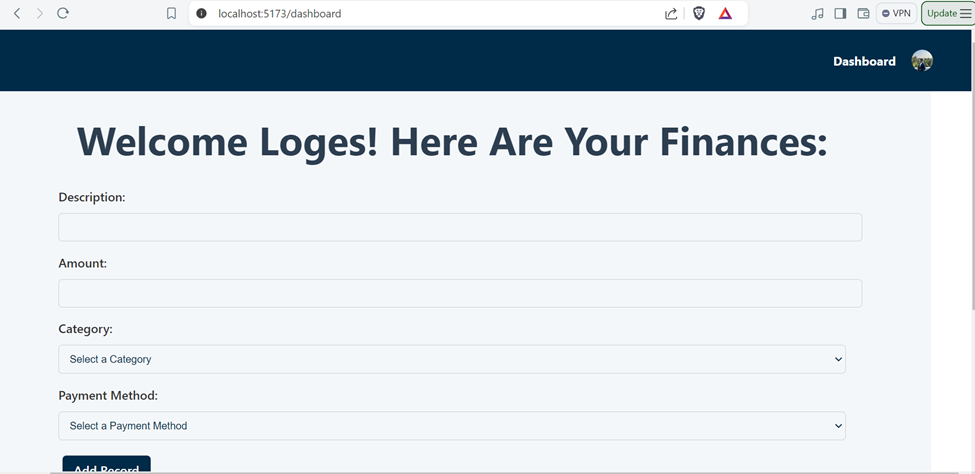 localhost:5173/dashboard
VPN
Update
Dashboard
Welcome Loges! Here Are Your Finances:
Description:
Amount:
Category:
Select a Category
Payment Method:
Select a Payment Method
Add Record